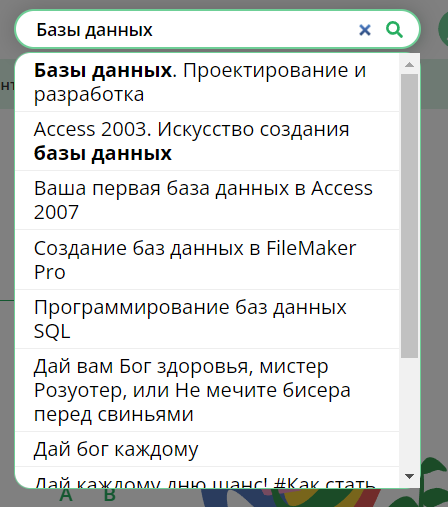 Базы данных
нт
Базы данных. Проектирование и
разработка
Access 2003. Искусство создания
базы данных
Ваша первая база данных в Access
2007
Создание баз данных в FileMaker
Pro
Программирование баз данных
SQL
Дай вам Бог здоровья, мистер
Розуотер, или Не мечите бисера
перед свиньями
Дай бог каждому
Дай каждому дню шанс! #Как стать
А В